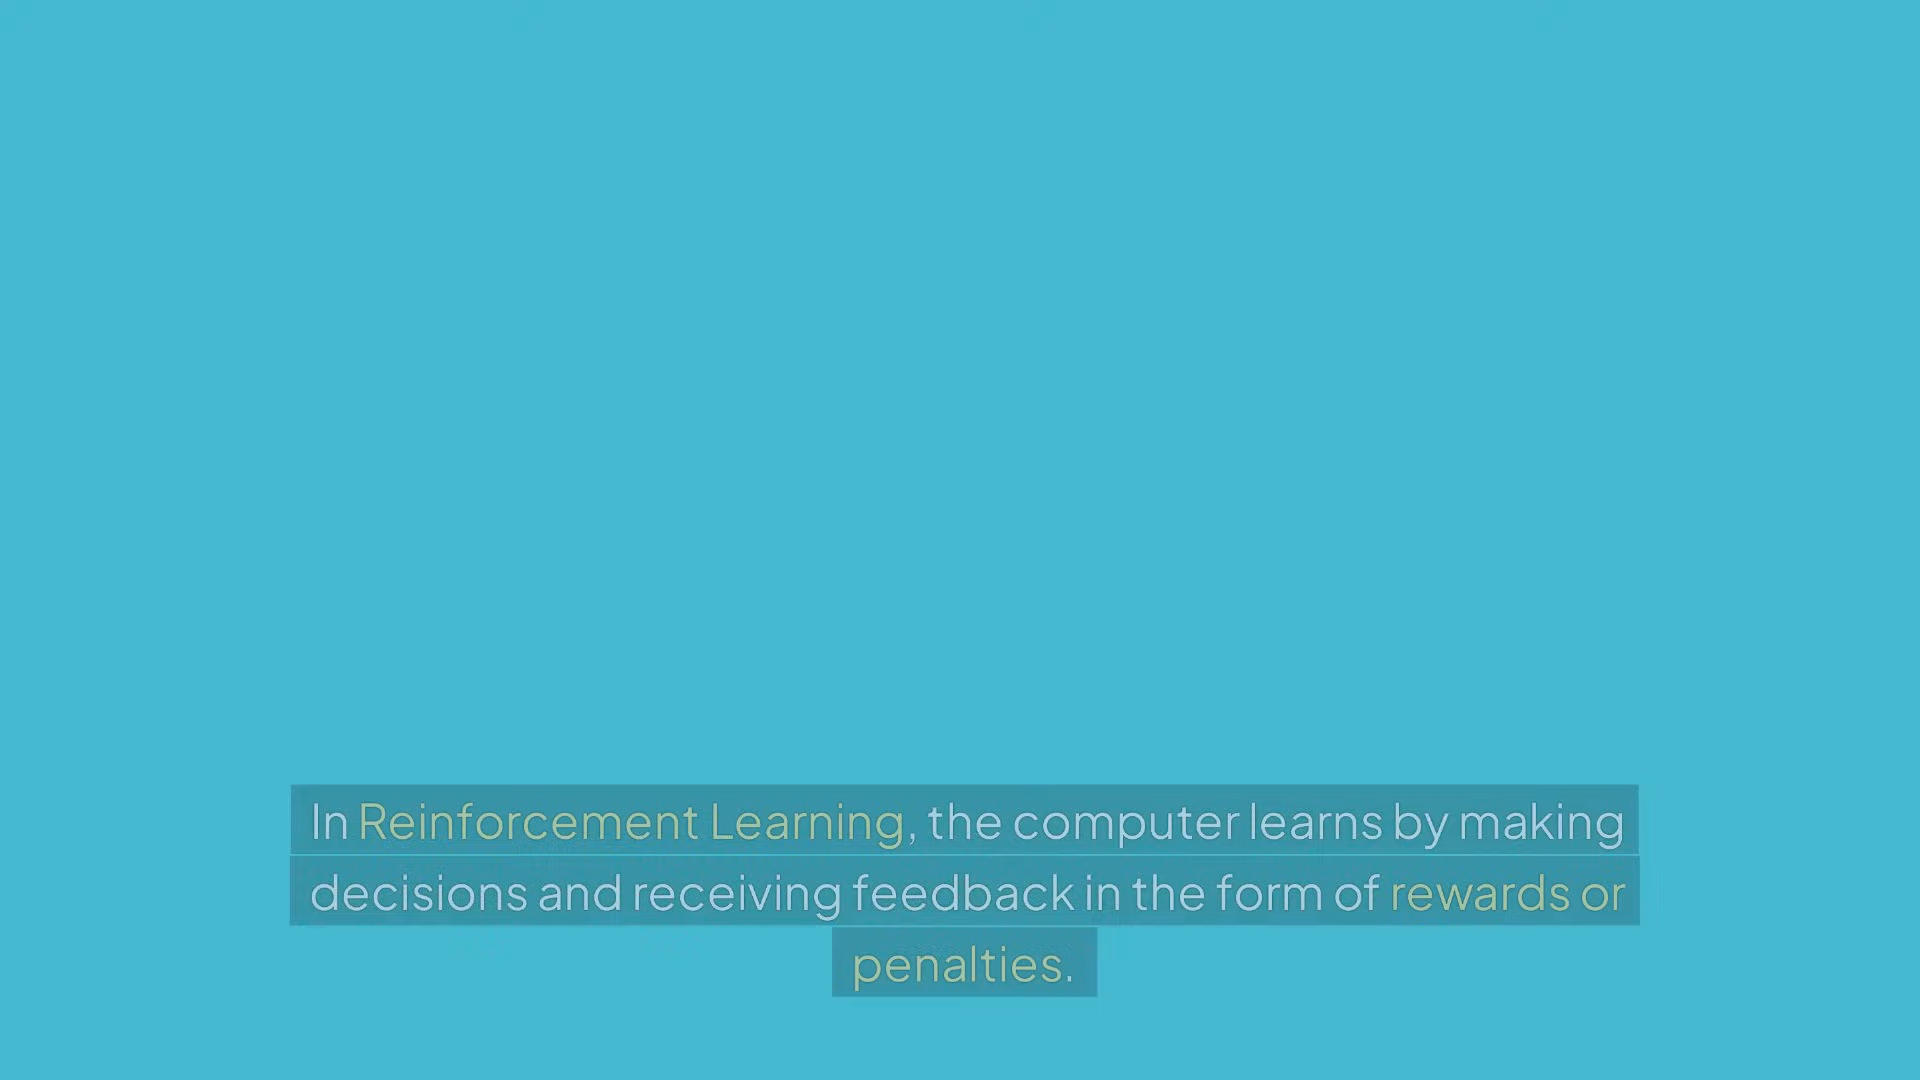 In Reinforcement Learning, the computer learns by making
decisions and receiving feedback in the form of rewards or
penalties.